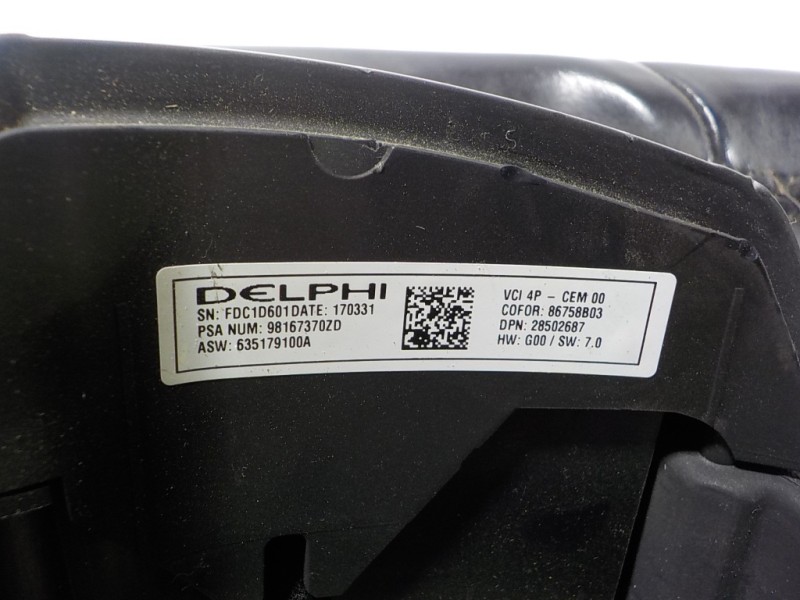 DELPHI
SN: FDC1D601DATE: 170331
PSA NUM: 98167370ZD
ASW: 635179100A
VCI 4P - CEM 00
COFOR: 86758B03
DPN: 28502687
HW: G00 / SW: 7.0